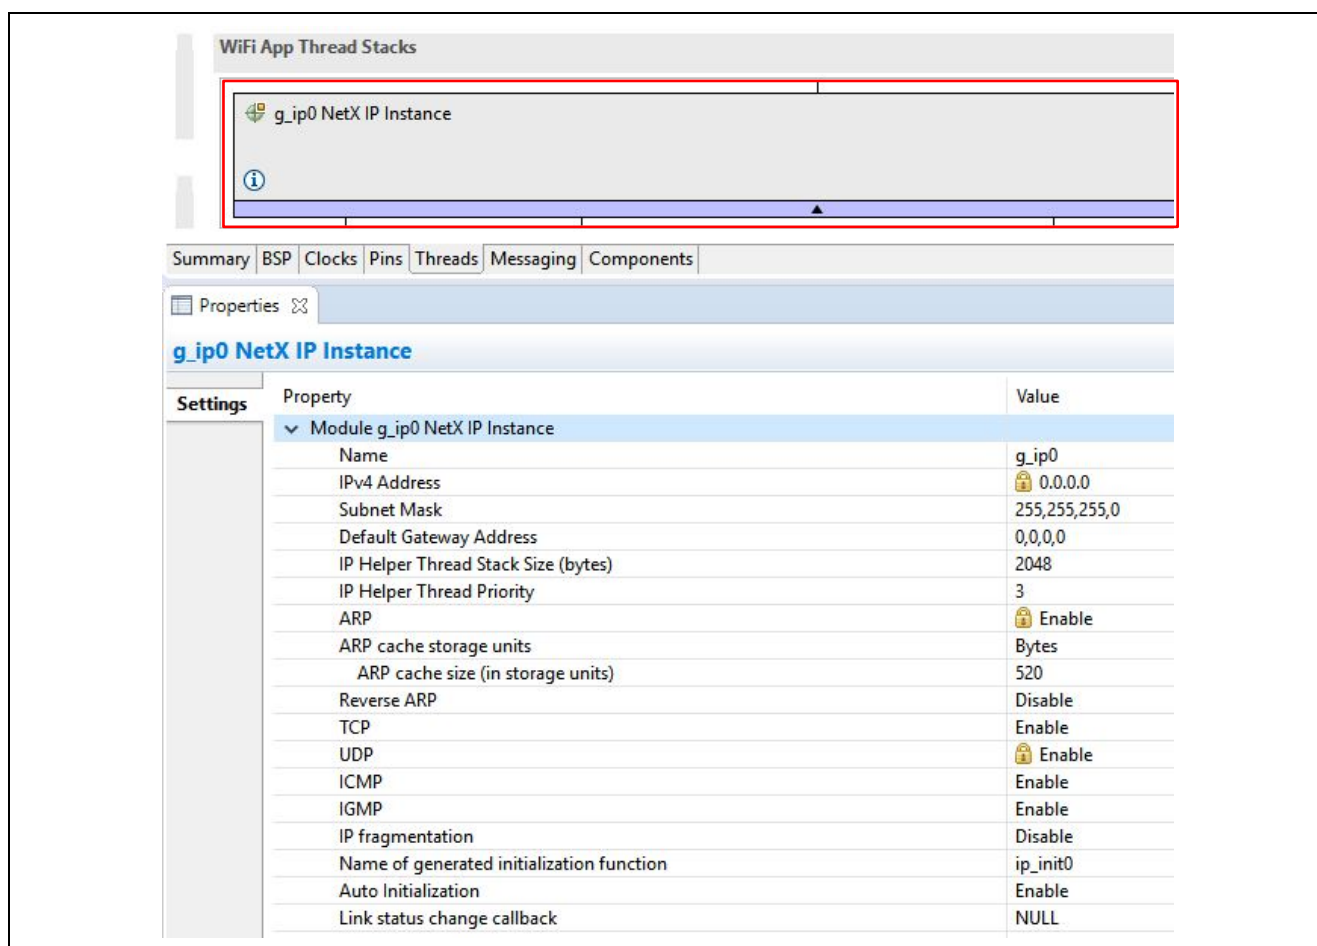 WiFi App Thread Stacks
g_ip0 NetX IP Instance
Summary BSP Clocks Pins Threads Messaging Components
Properties
g_ip0 NetX IP Instance
Settings Property Value
Module g_ip0 NetX IP Instance
Name g_ip0
IPv4 Address 0.0.0.0
Subnet Mask 255,255,255,0
Default Gateway Address 0,0,0,0
IP Helper Thread Stack Size (bytes) 2048
IP Helper Thread Priority 3
ARP Enable
ARP cache storage units Bytes
ARP cache size (in storage units) 520
Reverse ARP Disable
TCP Enable
UDP Enable
ICMP Enable
IGMP Enable
IP fragmentation Disable
Name of generated initialization function ip_init0
Auto Initialization Enable
Link status change callback NULL